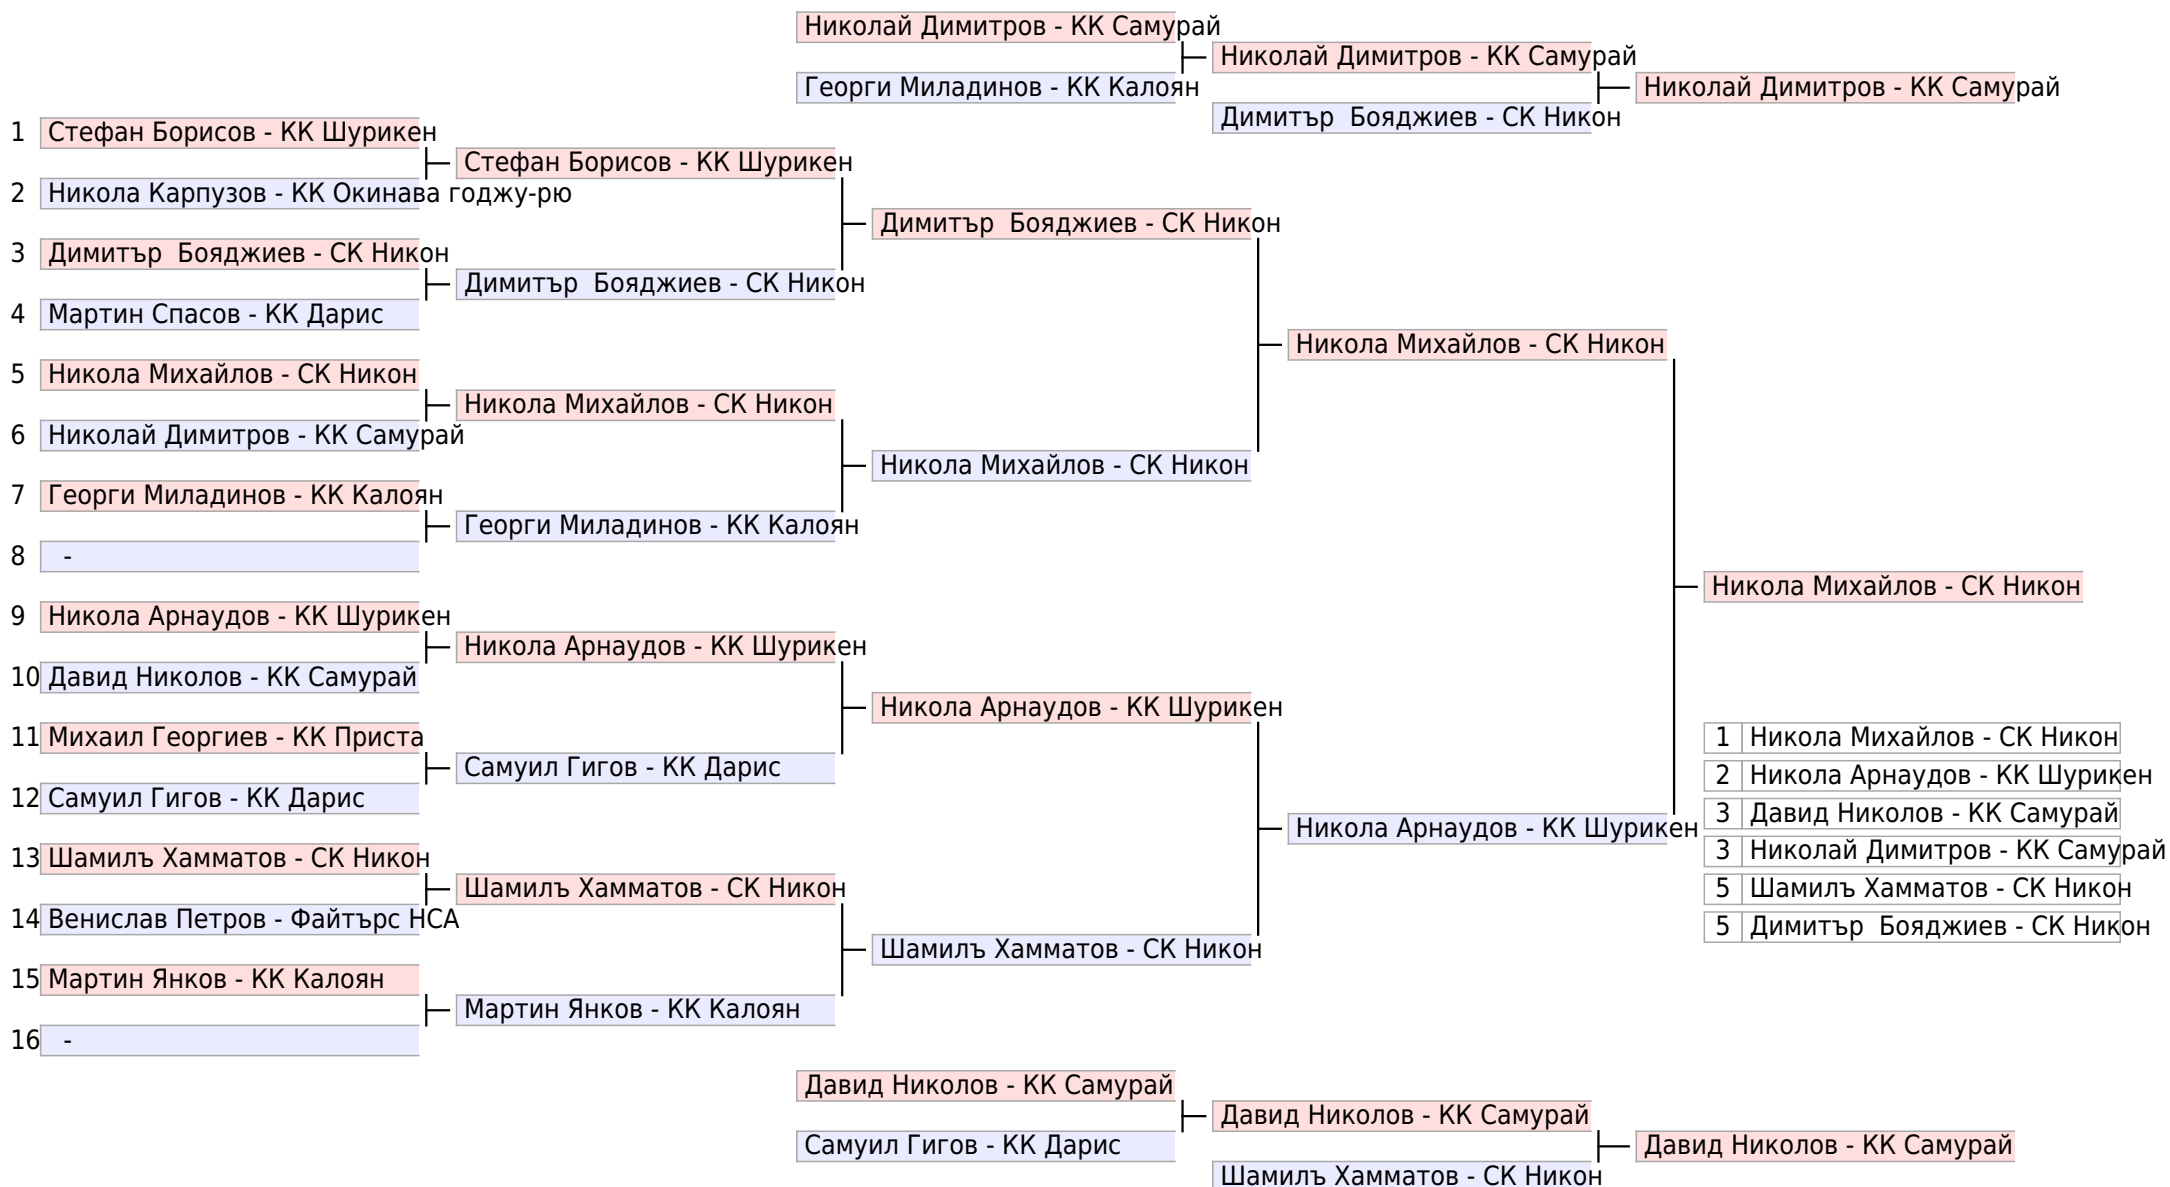 Николай Димитров - КК Самурай
Николай Димитров - КК Самурай
Георги Миладинов - КК Калоян
Николай Димитров - КК Самурай
Димитър  Бояджиев - СК Никон
1 Стефан Борисов - КК Шурикен
Стефан Борисов - КК Шурикен
2 Никола Карпузов - КК Окинава годжу-рю
Димитър  Бояджиев - СК Никон
3 Димитър  Бояджиев - СК Никон
Димитър  Бояджиев - СК Никон
4 Мартин Спасов - КК Дарис
Никола Михайлов - СК Никон
5 Никола Михайлов - СК Никон
Никола Михайлов - СК Никон
6 Николай Димитров - КК Самурай
Никола Михайлов - СК Никон
7 Георги Миладинов - КК Калоян
Георги Миладинов - КК Калоян
8 -
Никола Михайлов - СК Никон
9 Никола Арнаудов - КК Шурикен
Никола Арнаудов - КК Шурикен
10 Давид Николов - КК Самурай
Никола Арнаудов - КК Шурикен
11 Михаил Георгиев - КК Приста
Самуил Гигов - КК Дарис
12 Самуил Гигов - КК Дарис
Никола Арнаудов - КК Шурикен
13 Шамилъ Хамматов - СК Никон
Шамилъ Хамматов - СК Никон
14 Венислав Петров - Файтърс НСА
Шамилъ Хамматов - СК Никон
15 Мартин Янков - КК Калоян
Мартин Янков - КК Калоян
16 -
1 Никола Михайлов - СК Никон
2 Никола Арнаудов - КК Шурикен
3 Давид Николов - КК Самурай
3 Николай Димитров - КК Самурай
5 Шамилъ Хамматов - СК Никон
5 Димитър  Бояджиев - СК Никон
Давид Николов - КК Самурай
Давид Николов - КК Самурай
Самуил Гигов - КК Дарис
Давид Николов - КК Самурай
Шамилъ Хамматов - СК Никон